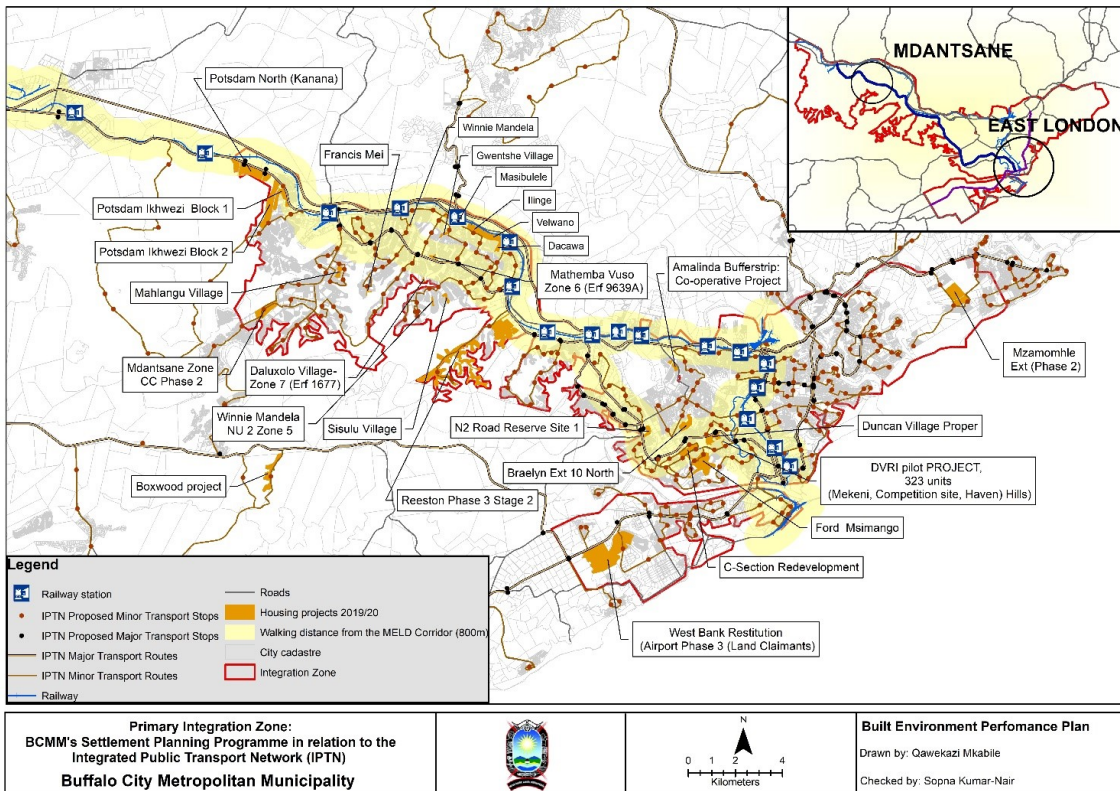 MDANTSANE
EAST LONDON
Potsdam North (Kanana)
Winnie Mandela
Francis Mei
Gwentshe Village
Masibulele
Ilinge
Velwano
Dacawa
Potsdam Ikhwezi Block 1
Potsdam Ikhwezi Block 2
Mahlangu Village
Mathemba Vuso
Zone 6 (Erf 9639A)
Amalinda Bufferstrip:
Co-operative Project
Mdantsane Zone
CC Phase 2
Daluxolo Village-
Zone 7 (Erf 1677)
Mzamomhle
Ext (Phase 2)
Winnie Mandela
NU 2 Zone 5
Sisulu Village
N2 Road Reserve Site 1
Duncan Village Proper
Braelyn Ext 10 North
DVRI pilot PROJECT,
323 units
(Mekeni, Competition site, Haven) Hills)
Boxwood project
Reeston Phase 3 Stage 2
Ford Msimango
C-Section Redevelopment
West Bank Restitution
(Airport Phase 3 (Land Claimants)
Legend
Railway station
IPTN Proposed Minor Transport Stops
IPTN Proposed Major Transport Stops
IPTN Major Transport Routes
IPTN Minor Transport Routes
Railway
Roads
Housing projects 2019/20
Walking distance from the MELD Corridor (800m)
City cadastre
Integration Zone
Primary Integration Zone:
BCMM's Settlement Planning Programme in relation to the
Integrated Public Transport Network (IPTN)
Buffalo City Metropolitan Municipality
N
4 2 0 4
Kilometers
Built Environment Perfomance Plan
Drawn by: Qawekazi Mkabile
Checked by: Sopna Kumar-Nair